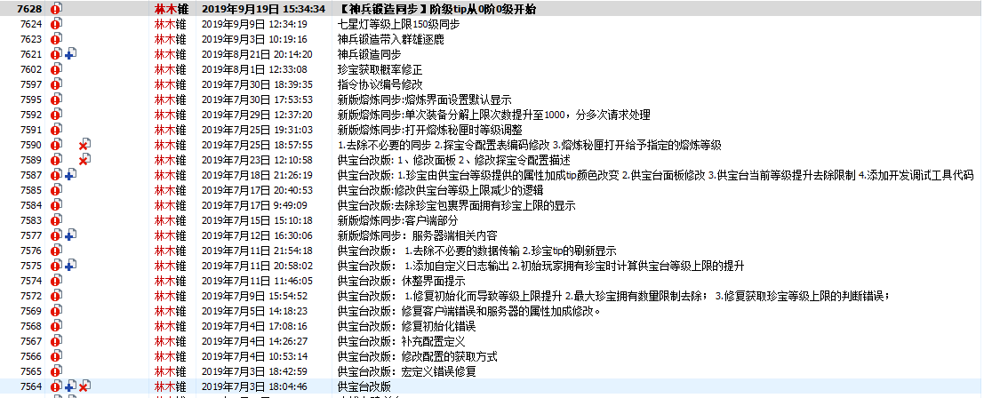 7628 林木锥 2019年9月19日 15:34:34 【神兵锻造同步】阶级tip从0阶0级开始
7624 林木锥 2019年9月9日 12:34:19 七星灯等级上限150级同步
7623 林木锥 2019年9月3日 10:19:16 神兵锻造带入群雄逐鹿
7621 林木锥 2019年8月21日 20:14:20 神兵锻造同步
7602 林木锥 2019年8月1日 12:33:08 珍宝获取概率修正
7597 林木锥 2019年7月30日 18:39:35 指令协议编号修改
7595 林木锥 2019年7月30日 17:53:53 新版熔炼同步:熔炼界面设置默认显示
7592 林木锥 2019年7月29日 12:37:20 新版熔炼同步:单次装备分解上限次数提升至1000，分多次请求处理
7591 林木锥 2019年7月25日 19:31:03 新版熔炼同步:打开熔炼秘匣时等级调整
7590 林木锥 2019年7月25日 18:57:55 1.去除不必要的同步 2.探宝令配置表编码修改 3.熔炼秘匣打开给予指定的熔炼等级
7589 林木锥 2019年7月23日 12:10:58 供宝台改版: 1、修改面板 2、修改探宝令配置描述
7587 林木锥 2019年7月18日 21:26:19 供宝台改版: 1.珍宝由供宝台等级提供的属性加成tip颜色改变 2.供宝台面板修改 3.供宝台当前等级提升去除限制 4.添加开发调试工具代码
7585 林木锥 2019年7月17日 20:40:53 供宝台改版:修改供宝台等级上限减少的逻辑
7584 林木锥 2019年7月17日 9:49:09 供宝台改版:去除珍宝包裹界面拥有珍宝上限的显示
7583 林木锥 2019年7月15日 15:10:18 新版熔炼同步:客户端部分
7577 林木锥 2019年7月12日 16:30:06 新版熔炼同步：服务器端相关内容
7576 林木锥 2019年7月11日 21:54:18 供宝台改版： 1.去除不必要的数据传输 2.珍宝tip的刷新显示
7575 林木锥 2019年7月11日 20:58:02 供宝台改版： 1.添加自定义日志输出 2.初始玩家拥有珍宝时计算供宝台等级上限的提升
7574 林木锥 2019年7月11日 11:46:05 供宝台改版：休整界面提示
7572 林木锥 2019年7月9日 15:54:52 供宝台改版： 1.修复初始化而导致等级上限提升 2.最大珍宝拥有数量限制去除； 3.修复获取珍宝等级上限的判断错误；
7569 林木锥 2019年7月5日 14:18:23 供宝台改版：修复客户端错误和服务器的属性加成修改。
7568 林木锥 2019年7月4日 17:08:16 供宝台改版：修复初始化错误
7567 林木锥 2019年7月4日 14:26:27 供宝台改版：补充配置定义
7566 林木锥 2019年7月4日 10:53:14 供宝台改版：修改配置的获取方式
7565 林木锥 2019年7月3日 18:42:59 供宝台改版：宏定义错误修复
7564 林木锥 2019年7月3日 18:04:46 供宝台改版